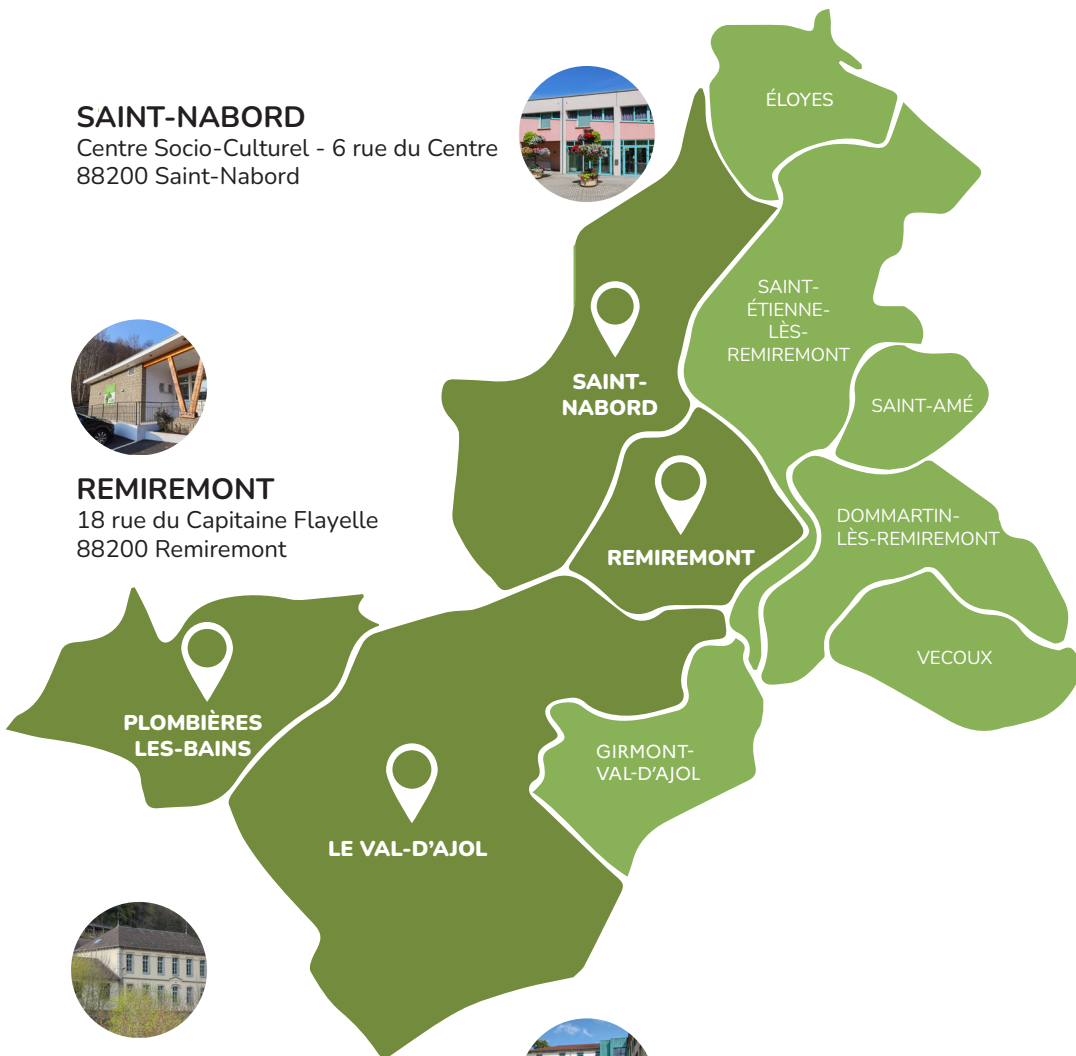 SAINT-NABORD
Centre Socio-Culturel - 6 rue du Centre
88200 Saint-Nabord
REMIREMONT
18 rue du Capitaine Flayelle
88200 Remiremont
ÉLOYES
SAINT-
ÉTIENNE-
LÈS-
REMIREMONT
SAINT-
NABORD
SAINT-AMÉ
REMIREMONT
DOMMARTIN-
LÈS-REMIREMONT
VECOUX
PLOMBIÈRES
LES-BAINS
GIRMONT-
VAL-D'AJOL
LE VAL-D'AJOL